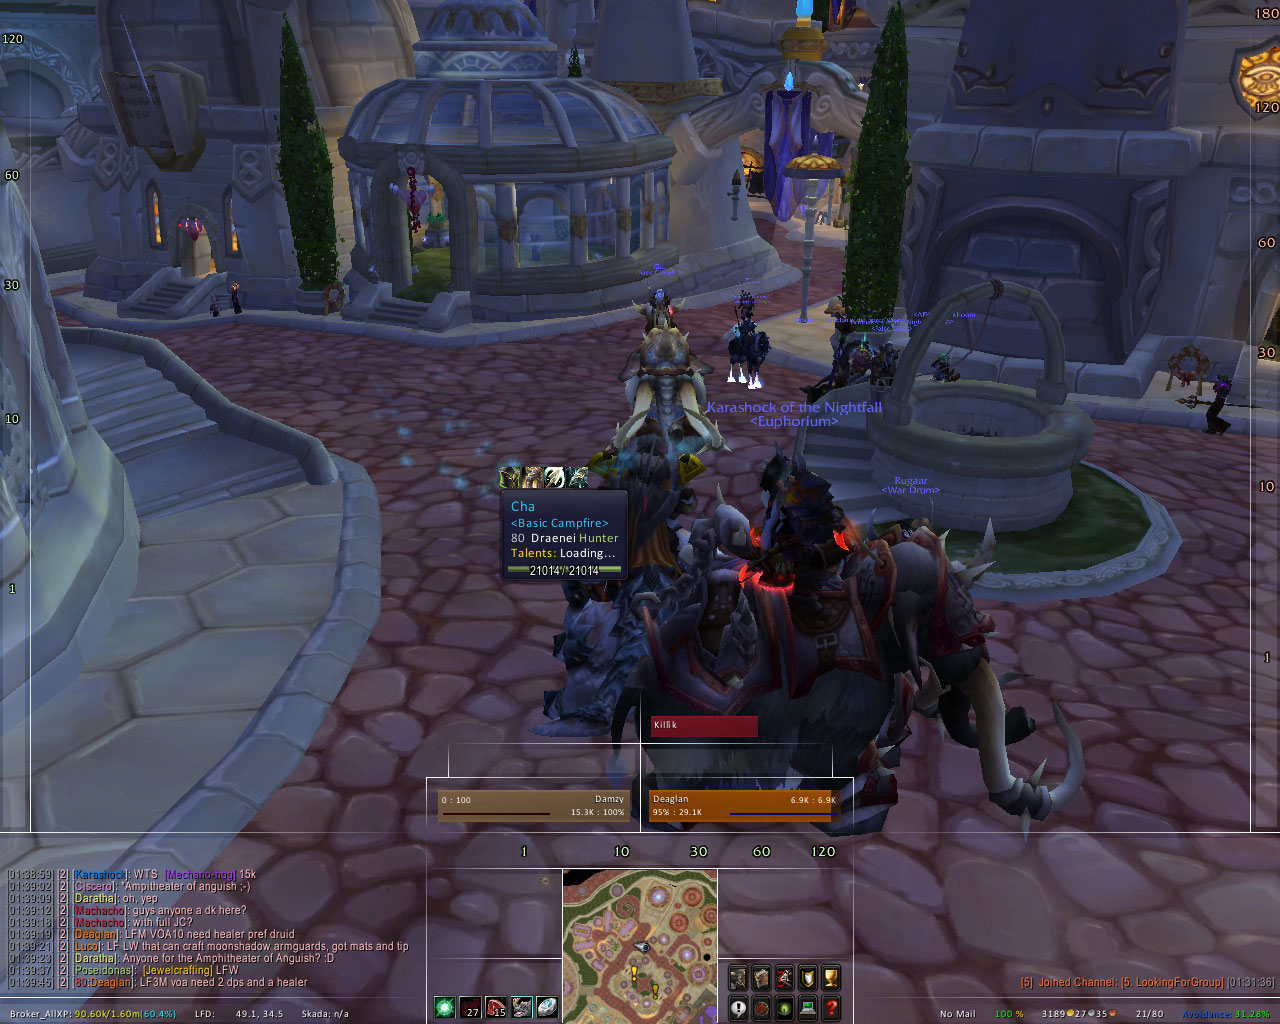 180
120
120
60
60
30
30
10
10
1
1
Karashock of the Nightfall
<Euphorium>
Rugaar
<War Drum>
Cha
<Basic Campfire>
80 Draenei Hunter
Talents: Loading...
21014/21014
Killik
0 : 100 Damzy
15.3K : 100%
Deaglan 6.9K : 6.9K
95% : 29.1K
1 10 30 60 120
[01:38:59] [2] [Karashock]: WTS [Mechano-hog] 15k
[01:39:02] [2] [Ciscero]: "Ampitheater of anguish ;-)
[01:39:09] [2] [Daratha]: oh, yep
[01:39:12] [2] [Machacho]: guys anyone a dk here?
[01:39:18] [2] [Machacho]: with full JC?
[01:39:19] [2] [Deaglan]: LFM VOA10 need healer pref druid
[01:39:21] [2] [Luco]: LF LW that can craft moonshadow armguards, got mats and tip
[01:39:23] [2] [Daratha]: Anyone for the Amphitheater of Anguish? :D
[01:39:37] [2] [Poseidonas]: [Jewelcrafting] LFW
[01:39:45] [2] [80:Deaglan]: LF3M voa need 2 dps and a healer
[5] Joined Channel: [5. LookingForGroup] [01:31:36]
27
15
Broker_AllXP: 90.60k/1.60m(60.4%) LFD: 49.1, 34.5 Skada: n/a
No Mail 100 % 3189 27 35 21/80 Avoidance: 31.28%